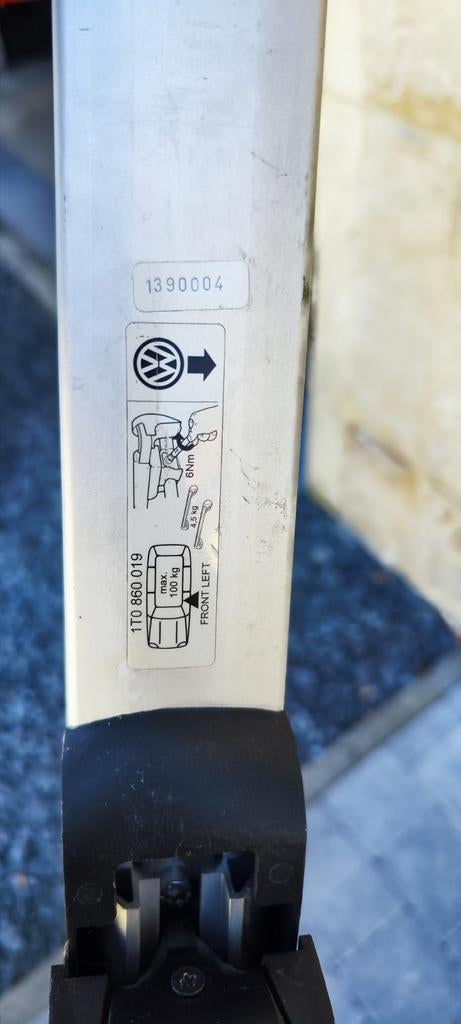 1390004
6Nm
4,5 kg
1T0 860 019
max.
100 kg
FRONT LEFT